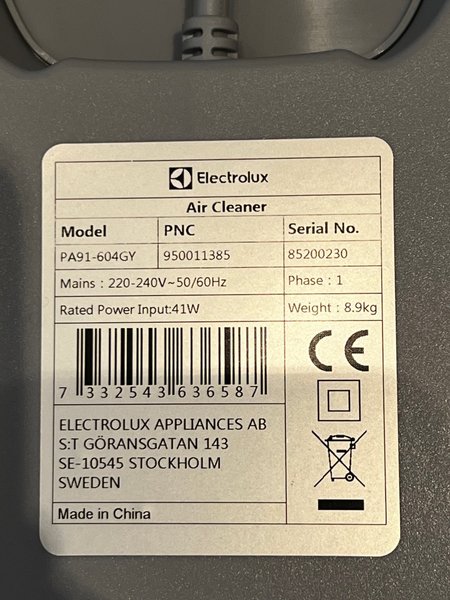 Electrolux
Air Cleaner
Model PNC Serial No.
PA91-604GY 950011385 85200230
Mains : 220-240V~50/60Hz Phase : 1
Rated Power Input:41W Weight : 8.9kg
7 332543 636587
CE
ELECTROLUX APPLIANCES AB
S:T GÖRANSGATAN 143
SE-10545 STOCKHOLM
SWEDEN
Made in China